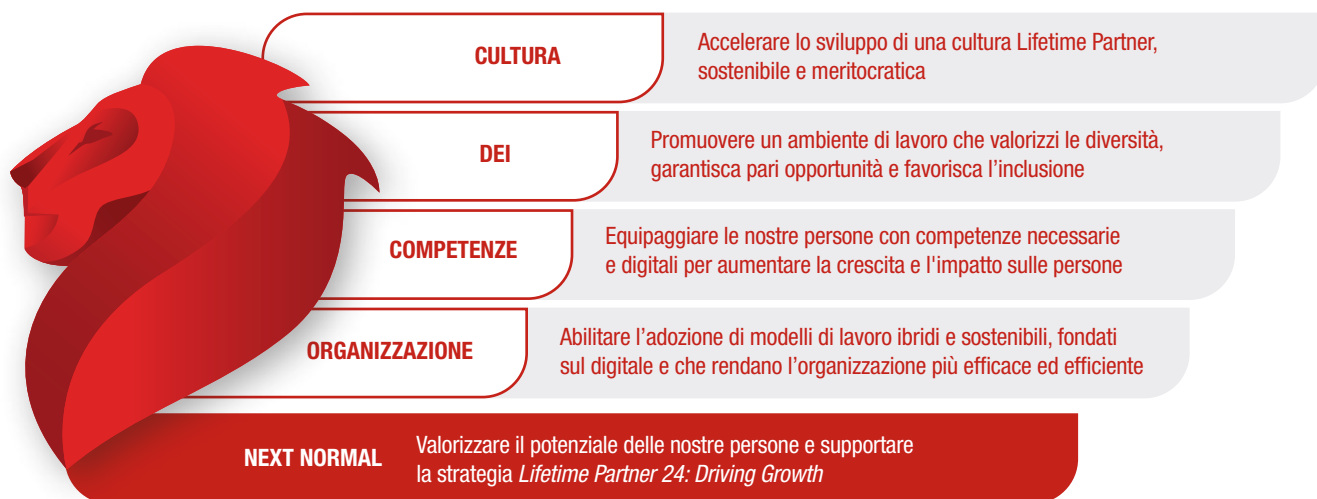 CULTURA
Accelerare lo sviluppo di una cultura Lifetime Partner,
sostenibile e meritocratica
DEI
Promuovere un ambiente di lavoro che valorizzi le diversità,
garantisca pari opportunità e favorisca l’inclusione
COMPETENZE
Equipaggiare le nostre persone con competenze necessarie
e digitali per aumentare la crescita e l'impatto sulle persone
ORGANIZZAZIONE
Abilitare l’adozione di modelli di lavoro ibridi e sostenibili, fondati
sul digitale e che rendano l’organizzazione più efficace ed efficiente
NEXT NORMAL
Valorizzare il potenziale delle nostre persone e supportare
la strategia Lifetime Partner 24: Driving Growth